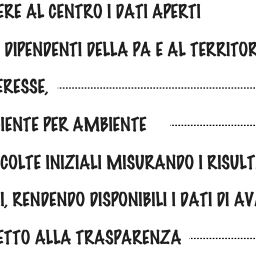 ERE AL CENTRO I DATI APERTI
DIPENDENTI DELLA PA E AL TERRITOR
ERESSE,
IENTE PER AMBIENTE
COLTE INIZIALI MISURANDO I RISULT
I, RENDENDO DISPONIBILI I DATI DI AV
ETTO ALLA TRASPARENZA